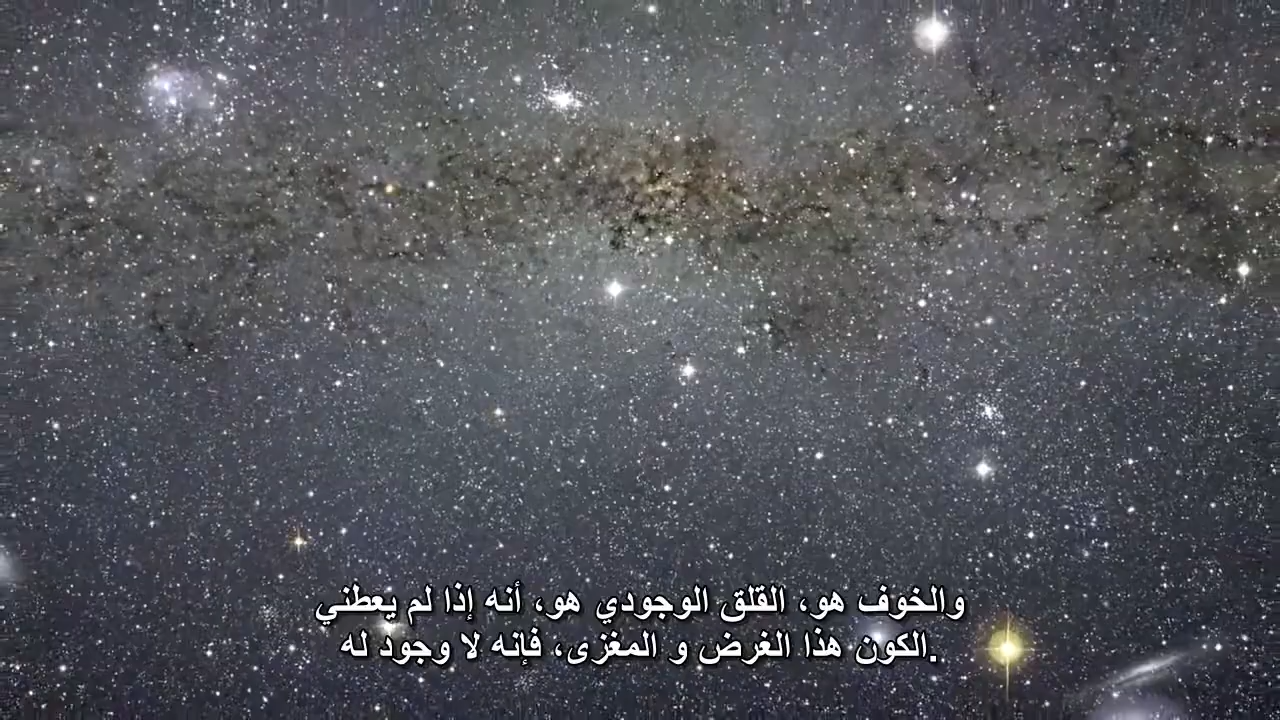 والخوف هو، القلق الوجودي هو، أنه إذا لم يعطني
الكون هذا الغرض و المغزى، فإنه لا وجود له.